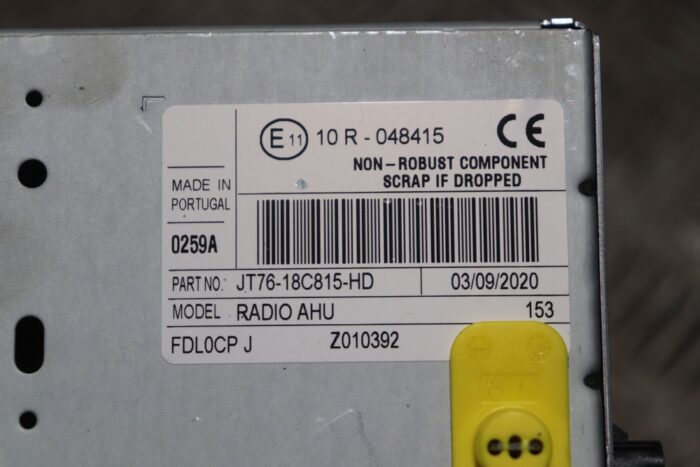 E 11 10 R - 048415 CE
NON-ROBUST COMPONENT
SCRAP IF DROPPED
MADE IN
PORTUGAL
0259A
PART NO: JT76-18C815-HD 03/09/2020
MODEL RADIO AHU 153
FDL0CP J Z010392